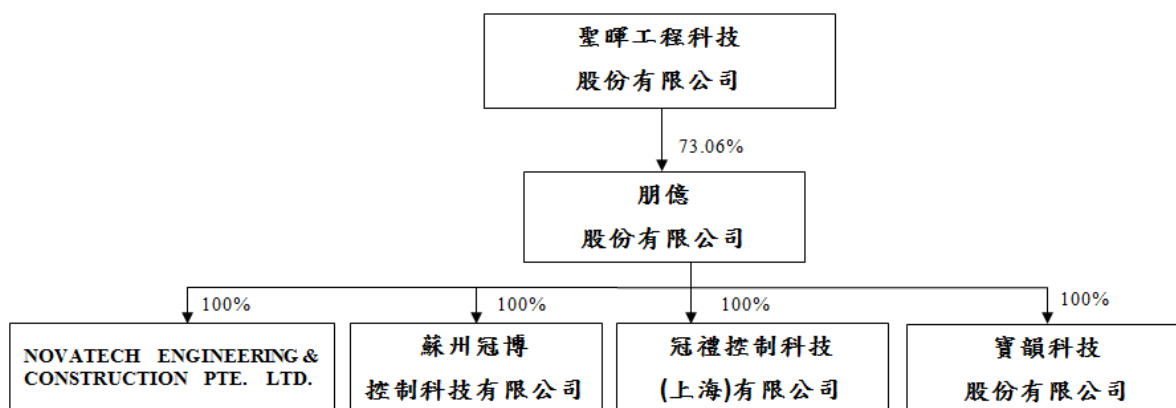 聖暉工程科技
股份有限公司
73.06%
朋億
股份有限公司
100%
100%
100%
100%
NOVATECH ENGINEERING &
CONSTRUCTION PTE. LTD.
蘇州冠博
控制科技有限公司
冠禮控制科技
(上海)有限公司
寶韻科技
股份有限公司